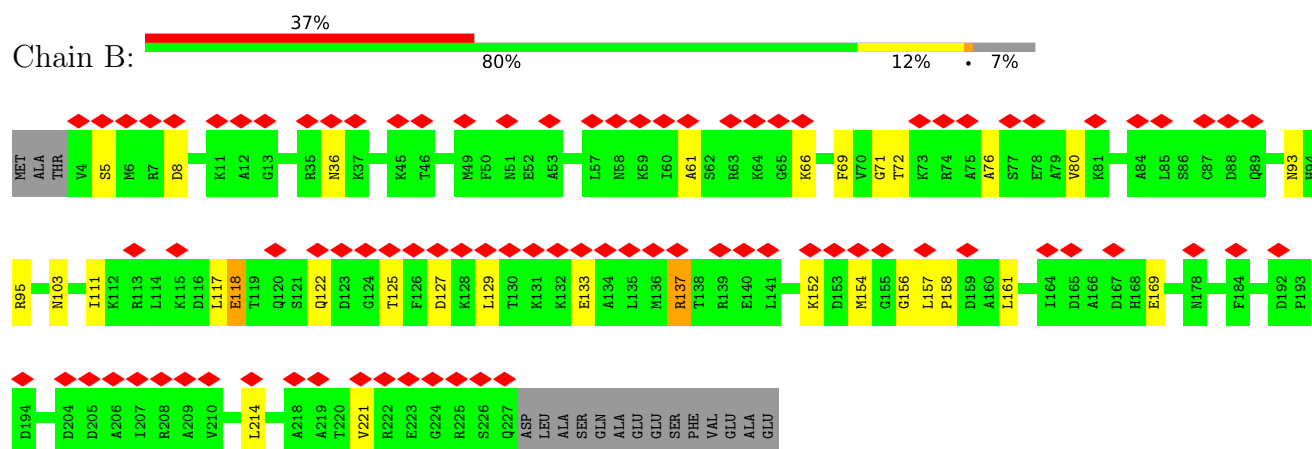 37%
Chain B:
80% 12% • 7%
MET ALA THR V4 S5 M6 R7 D8 K11 A12 G13 R35 N36 K37 K45 T46 M49 F50 N51 E52 A53 L57 N58 K59 I60 A61 S62 R63 K64 G65 K66 F69 V70 G71 T72 K73 R74 A75 A76 S77 E78 A79 V80 K81 A84 L85 S86 C87 D88 Q89 N93 H94
R95 N103 I111 K112 R113 L114 K115 D116 L117 E118 T119 Q120 S121 Q122 D123 G124 T125 F126 D127 K128 L129 T130 K131 K132 E133 A134 L135 M136 R137 T138 R139 E140 L141 K152 D153 M154 G155 G156 L157 P158 D159 A160 L161 I164 D165 A166 D167 H168 E169 N178 F184 D192 P193
D194 D204 D205 A206 I207 R208 A209 V210 L214 A218 A219 T220 V221 R222 E223 G224 R225 S226 Q227 ASP LEU ALA SER GLN ALA GLU GLU SER PHE VAL GLU ALA GLU